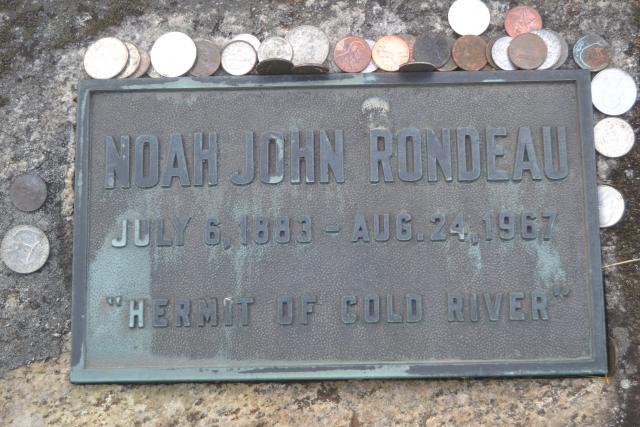 NOAH JOHN RONDEAU
JULY 6, 1883 - AUG. 24, 1967
"HERMIT OF COLD RIVER"